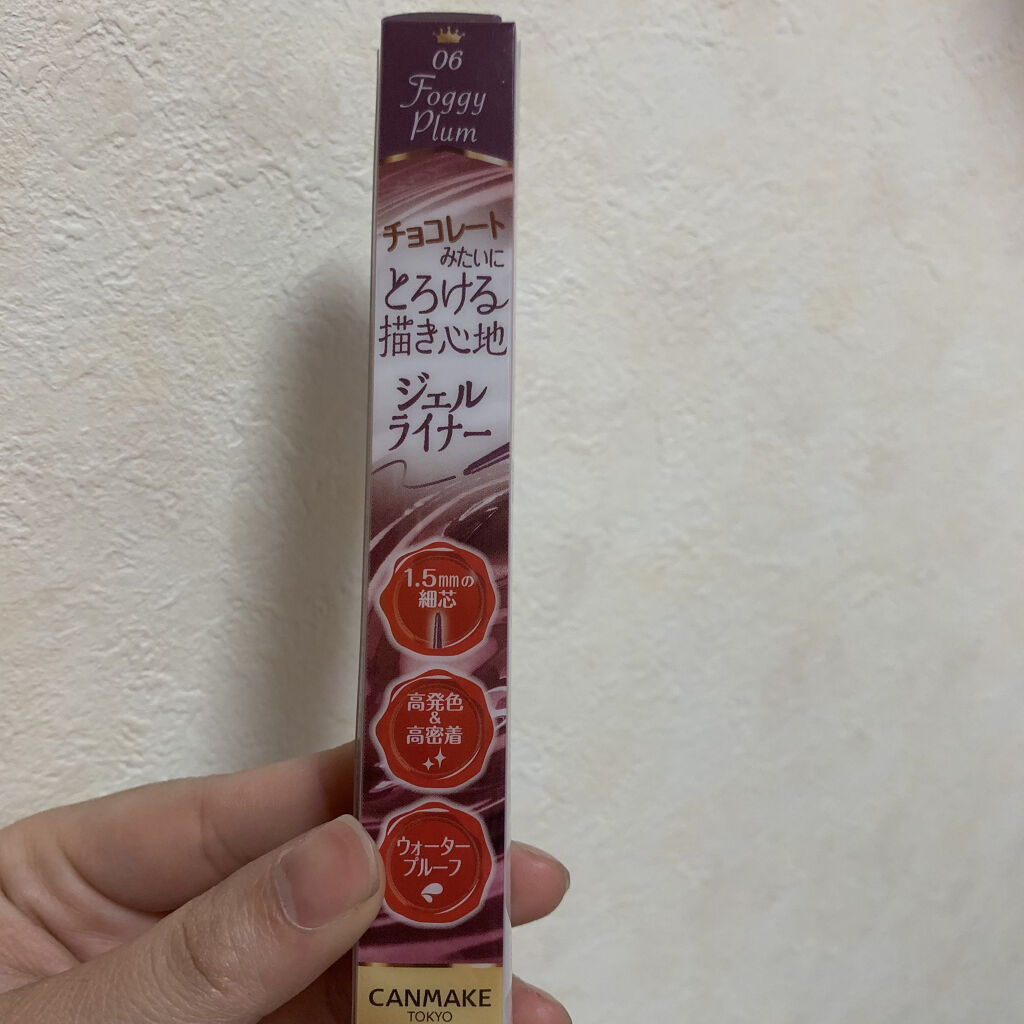 06
Foggy
Plum
チョコレート
みたいに
とろける
描き心地
ジェル
ライナー
1.5mmの
細芯
高発色
&
高密着
ウォーター
プルーフ
CANMAKE
TOKYO